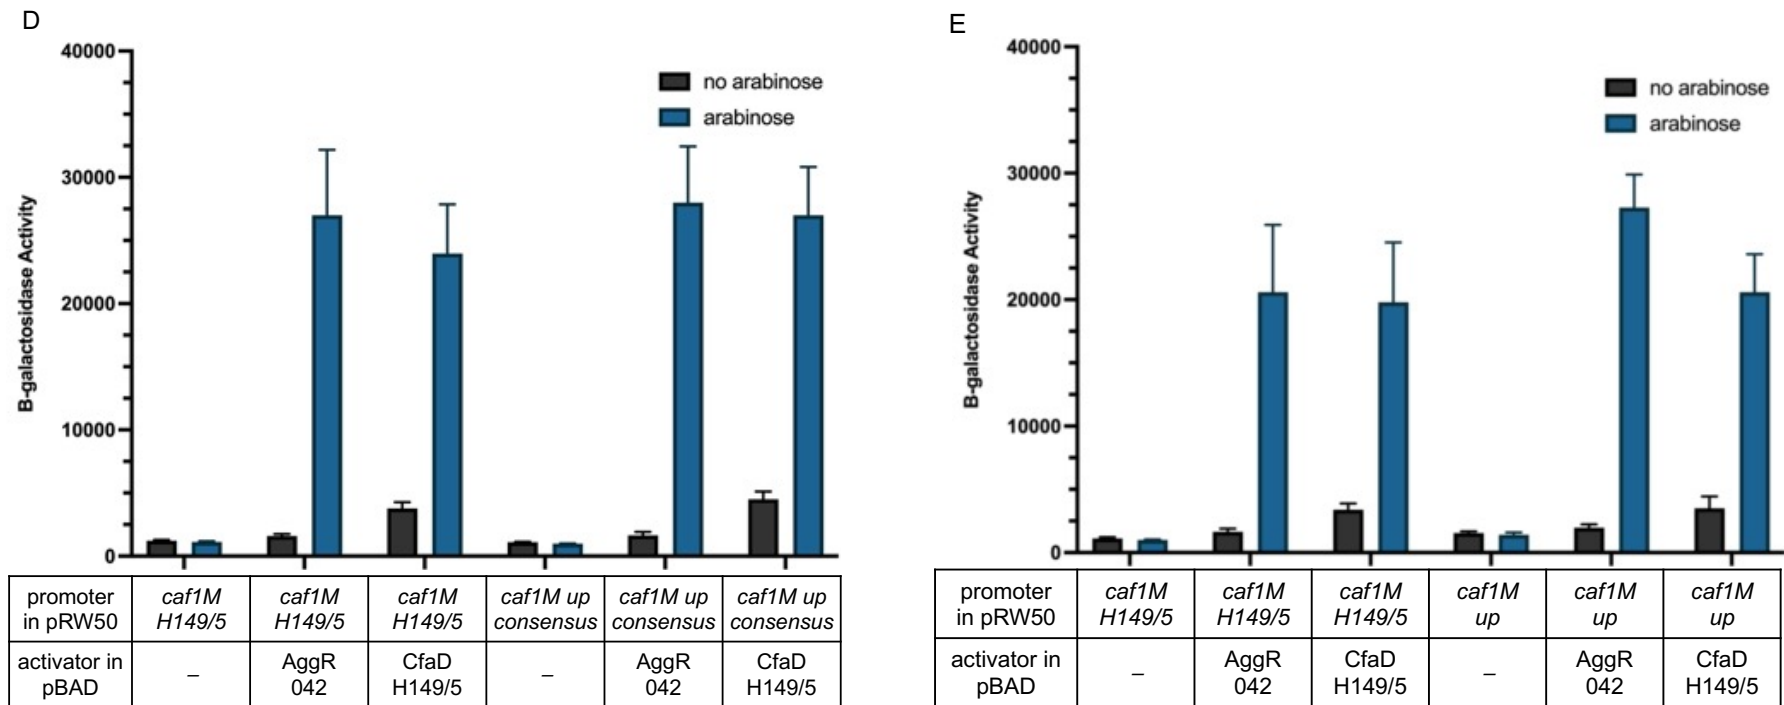 D
40000
30000
20000
10000
0
B-galactosidase Activity
no arabinose
arabinose
promoter in pRW50
caf1M H149/5
caf1M H149/5
caf1M H149/5
caf1M up consensus
caf1M up consensus
caf1M up consensus
activator in pBAD
–
AggR 042
CfaD H149/5
–
AggR 042
CfaD H149/5
E
40000
30000
20000
10000
0
B-galactosidase Activity
no arabinose
arabinose
promoter in pRW50
caf1M H149/5
caf1M H149/5
caf1M H149/5
caf1M up
caf1M up
caf1M up
activator in pBAD
–
AggR 042
CfaD H149/5
–
AggR 042
CfaD H149/5